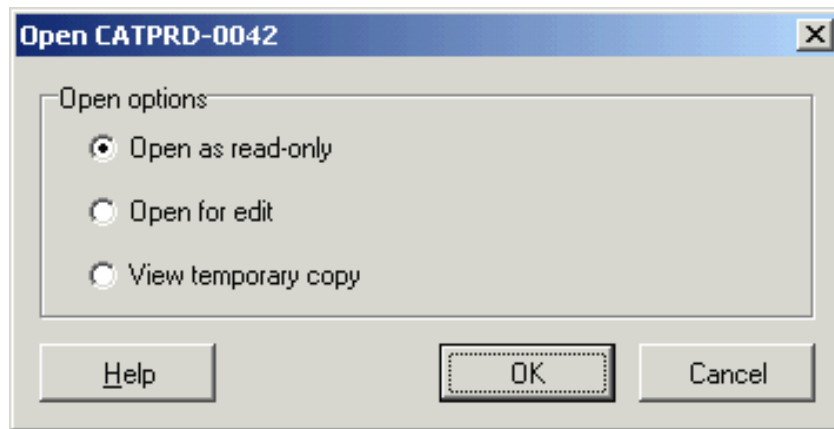 Open CATPRD-0042
Open options
Open as read-only
Open for edit
View temporary copy
Help OK Cancel